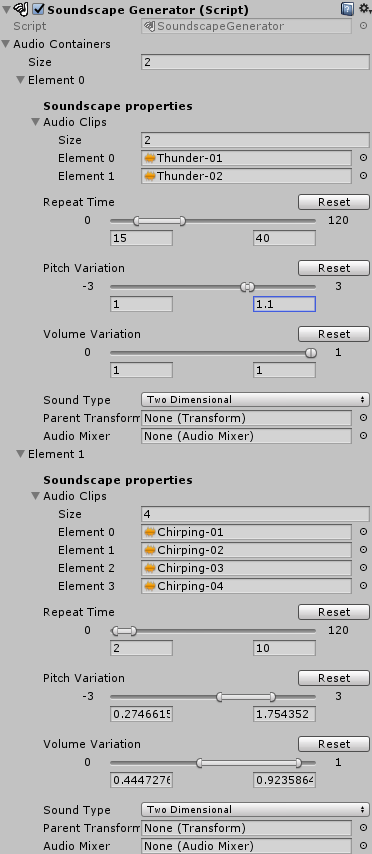 Soundscape Generator (Script)
Script SoundscapeGenerator
Audio Containers
Size 2
Element 0
Soundscape properties
Audio Clips
Size 2
Element 0 Thunder-01
Element 1 Thunder-02
Repeat Time Reset
0 120
15 40
Pitch Variation Reset
-3 3
1 1.1
Volume Variation Reset
0 1
1 1
Sound Type Two Dimensional
Parent Transform None (Transform)
Audio Mixer None (Audio Mixer)
Element 1
Soundscape properties
Audio Clips
Size 4
Element 0 Chirping-01
Element 1 Chirping-02
Element 2 Chirping-03
Element 3 Chirping-04
Repeat Time Reset
0 120
2 10
Pitch Variation Reset
-3 3
0.2746615 1.754352
Volume Variation Reset
0 1
0.4447276 0.9235864
Sound Type Two Dimensional
Parent Transform None (Transform)
Audio Mixer None (Audio Mixer)